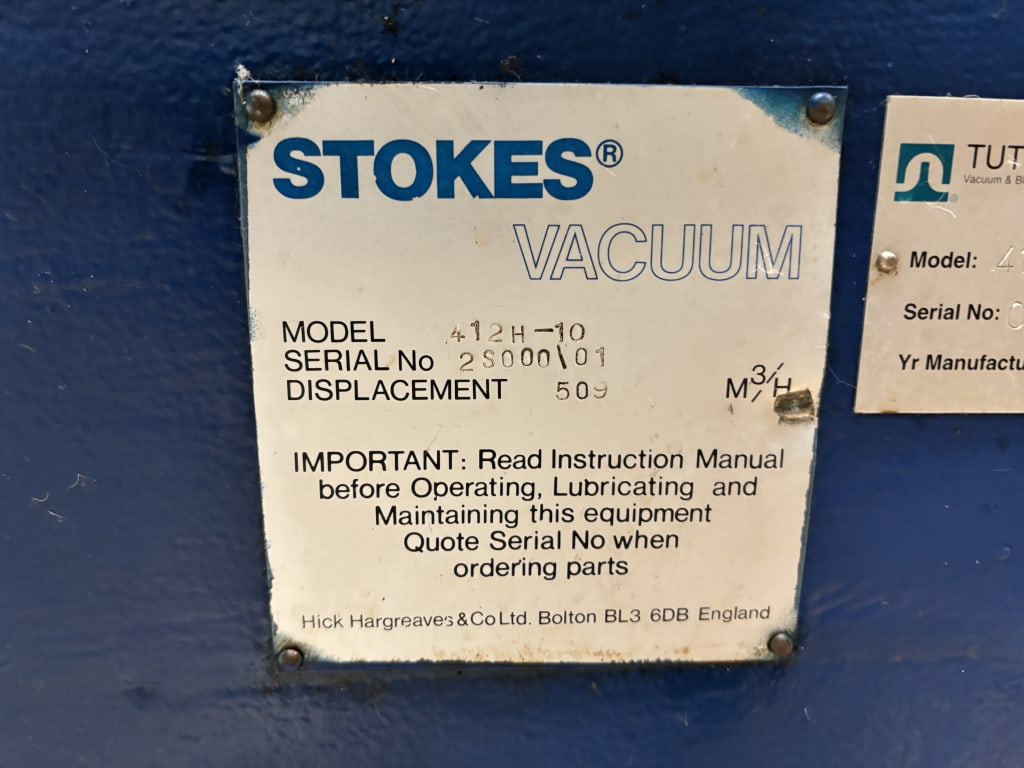 STOKES®
VACUUM
MODEL 412H-10
SERIAL No 2S000\01
DISPLACEMENT 509 M³/H
IMPORTANT: Read Instruction Manual
before Operating, Lubricating and
Maintaining this equipment
Quote Serial No when
ordering parts
Hick Hargreaves & Co Ltd. Bolton BL3 6DB England
TUT
Vacuum & Bl
Model: 41
Serial No:
Yr Manufactu